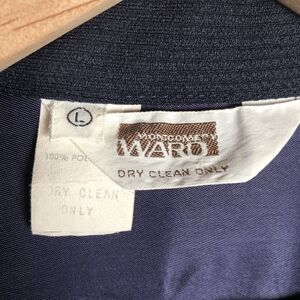 L
MONTGOMERY
WARD
DRY CLEAN ONLY
100% POL
DRY CLEAN
ONLY